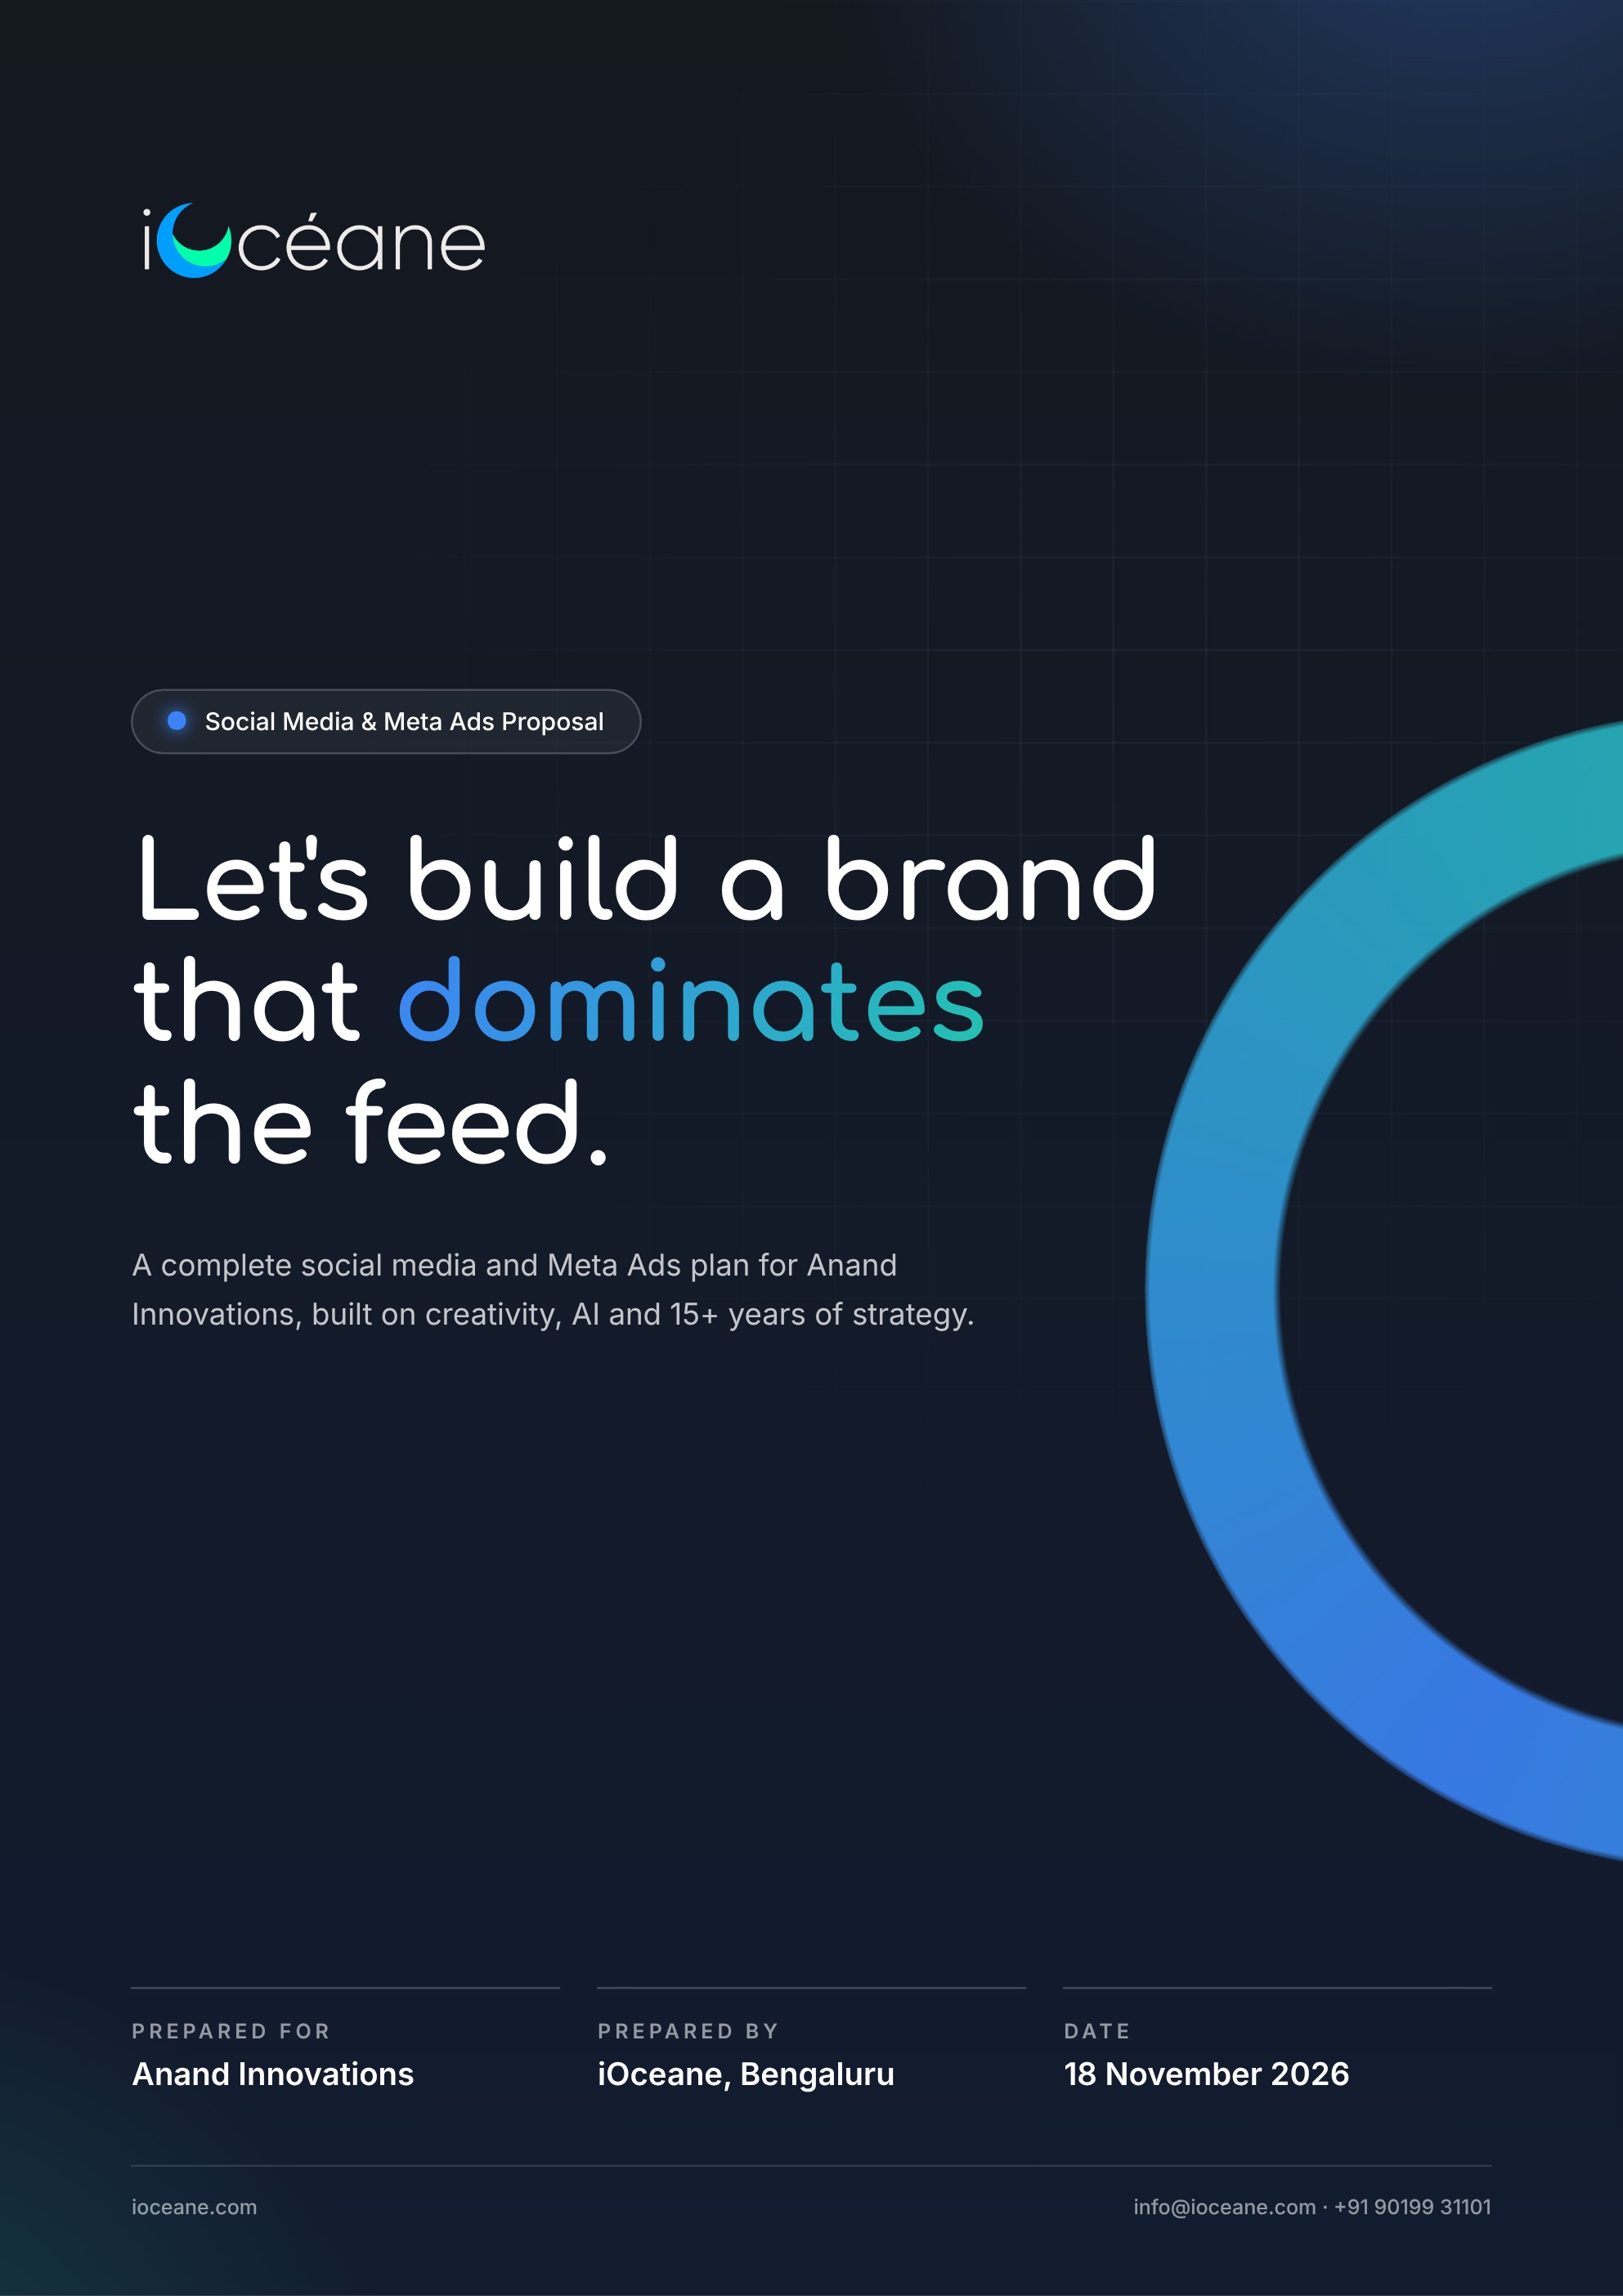 iocéane
Social Media & Meta Ads Proposal
Let's build a brand
that dominates
the feed.
A complete social media and Meta Ads plan for Anand
Innovations, built on creativity, AI and 15+ years of strategy.
PREPARED FOR
Anand Innovations
PREPARED BY
iOceane, Bengaluru
DATE
18 November 2026
ioceane.com
info@ioceane.com · +91 90199 31101